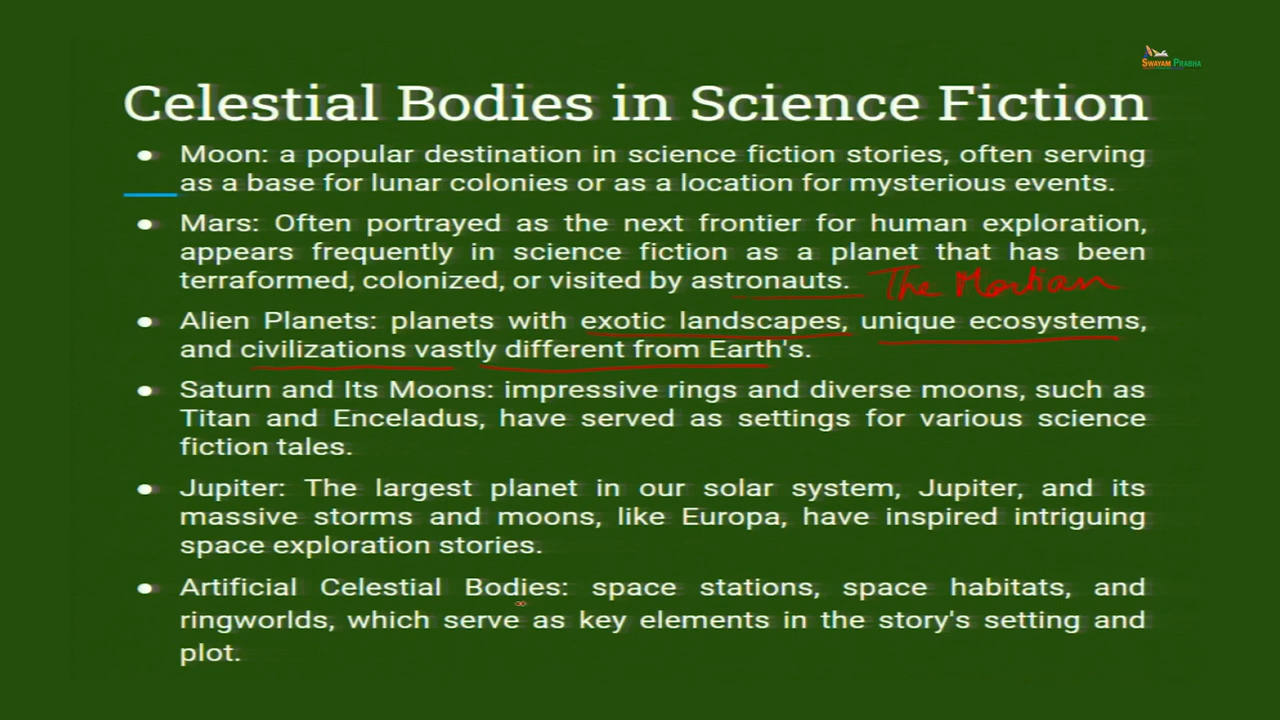 SWAYAM PRABHA
Celestial Bodies in Science Fiction
● Moon: a popular destination in science fiction stories, often serving
as a base for lunar colonies or as a location for mysterious events.
● Mars: Often portrayed as the next frontier for human exploration,
appears frequently in science fiction as a planet that has been
terraformed, colonized, or visited by astronauts. The Martian
● Alien Planets: planets with exotic landscapes, unique ecosystems,
and civilizations vastly different from Earth's.
● Saturn and Its Moons: impressive rings and diverse moons, such as
Titan and Enceladus, have served as settings for various science
fiction tales.
● Jupiter: The largest planet in our solar system, Jupiter, and its
massive storms and moons, like Europa, have inspired intriguing
space exploration stories.
● Artificial Celestial Bodies: space stations, space habitats, and
ringworlds, which serve as key elements in the story's setting and
plot.